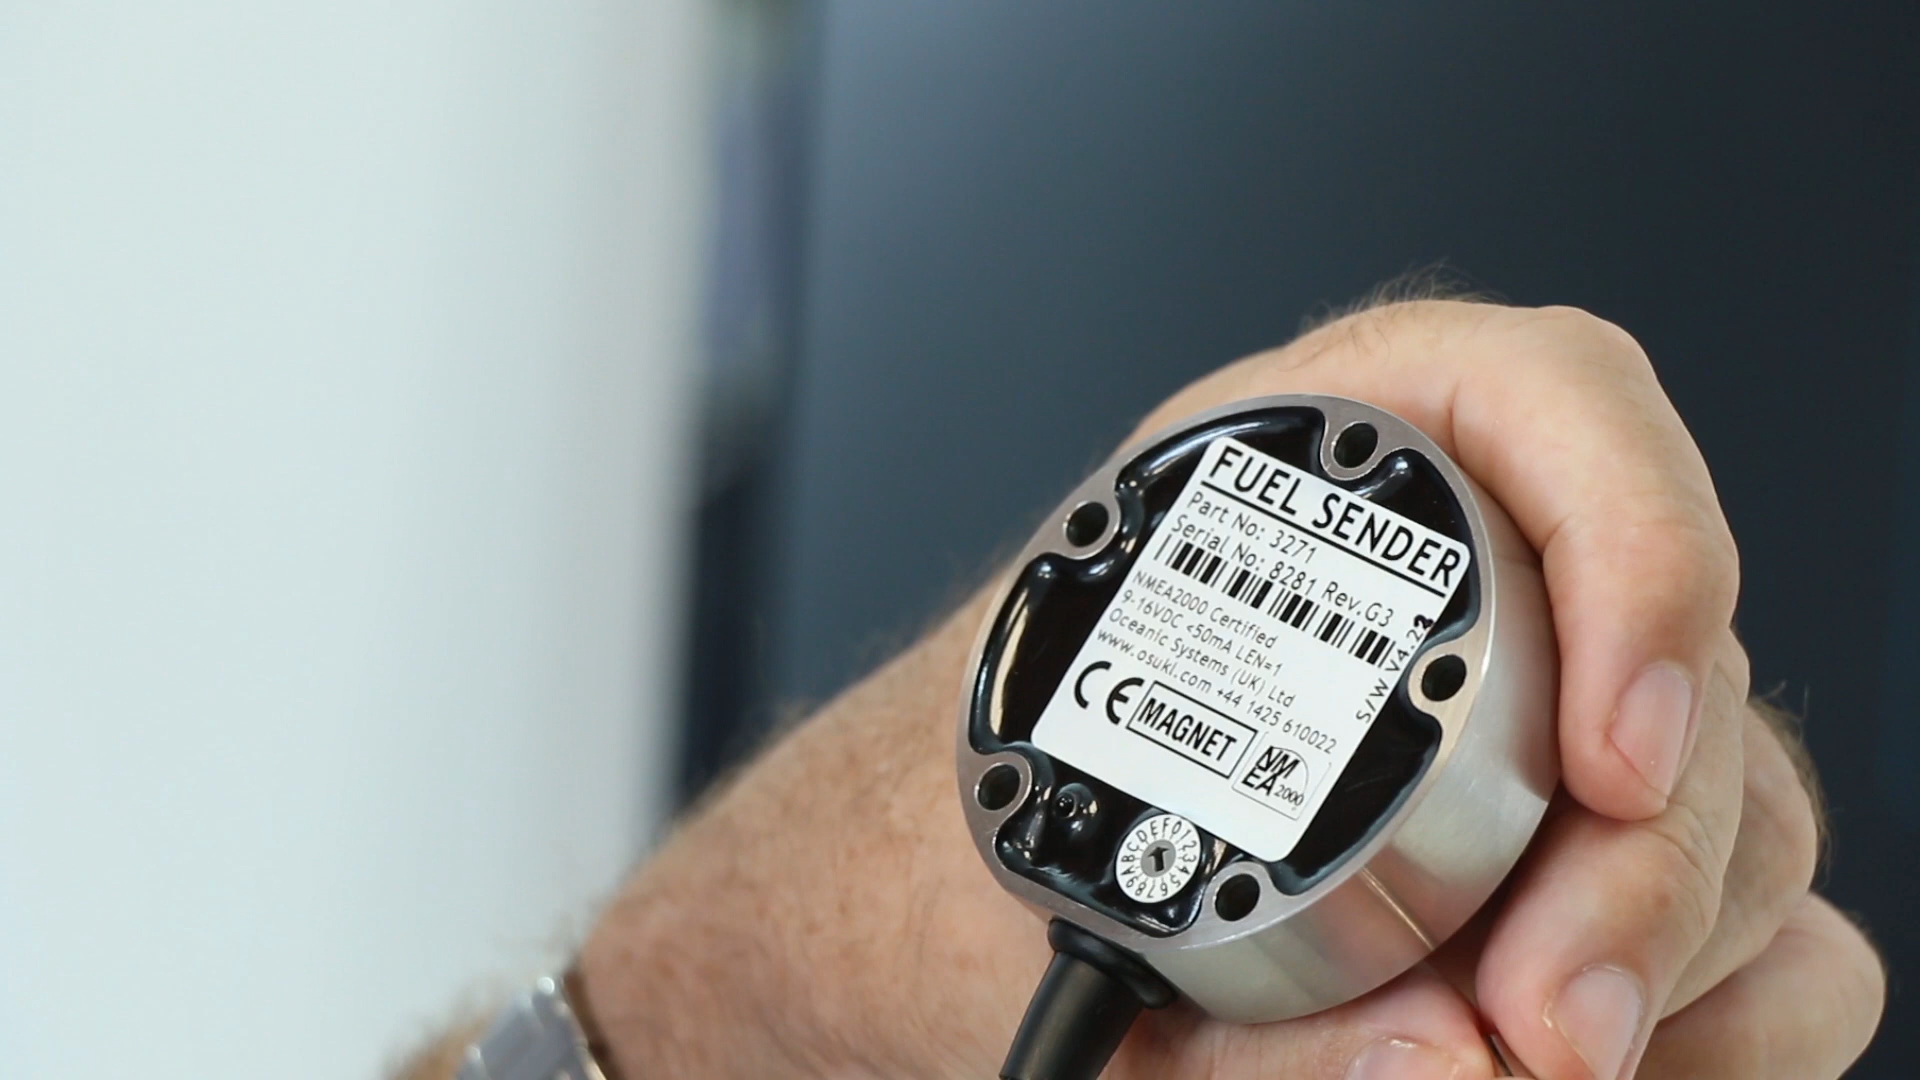 FUEL SENDER
Part No: 3271
Serial No: 8281 Rev.G3
NMEA2000 Certified
9-16VDC <50mA LEN=1
Oceanic Systems (UK) Ltd
www.osukl.com +44 1425 610022
S/W V4.23
CE MAGNET
NM
EA 2000
0123456789ABCDEF